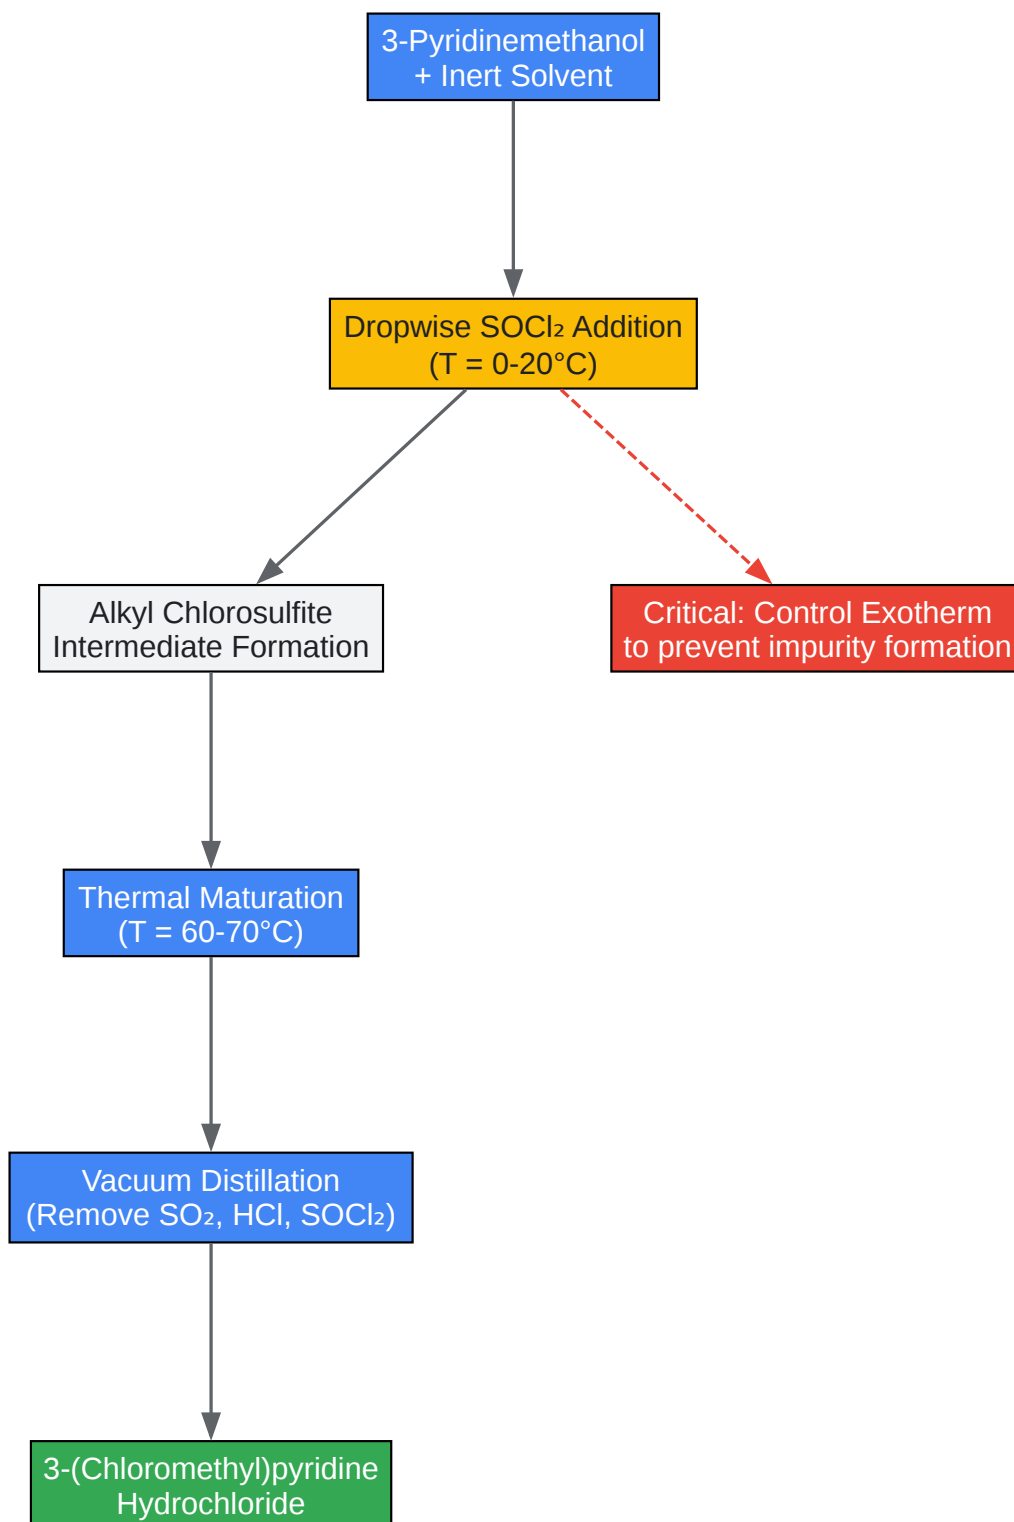 3-Pyridinemethanol
+ Inert Solvent
Dropwise SOCl₂ Addition
(T = 0-20°C)
Alkyl Chlorosulfite
Intermediate Formation
Critical: Control Exotherm
to prevent impurity formation
Thermal Maturation
(T = 60-70°C)
Vacuum Distillation
(Remove SO₂, HCl, SOCl₂)
3-(Chloromethyl)pyridine
Hydrochloride